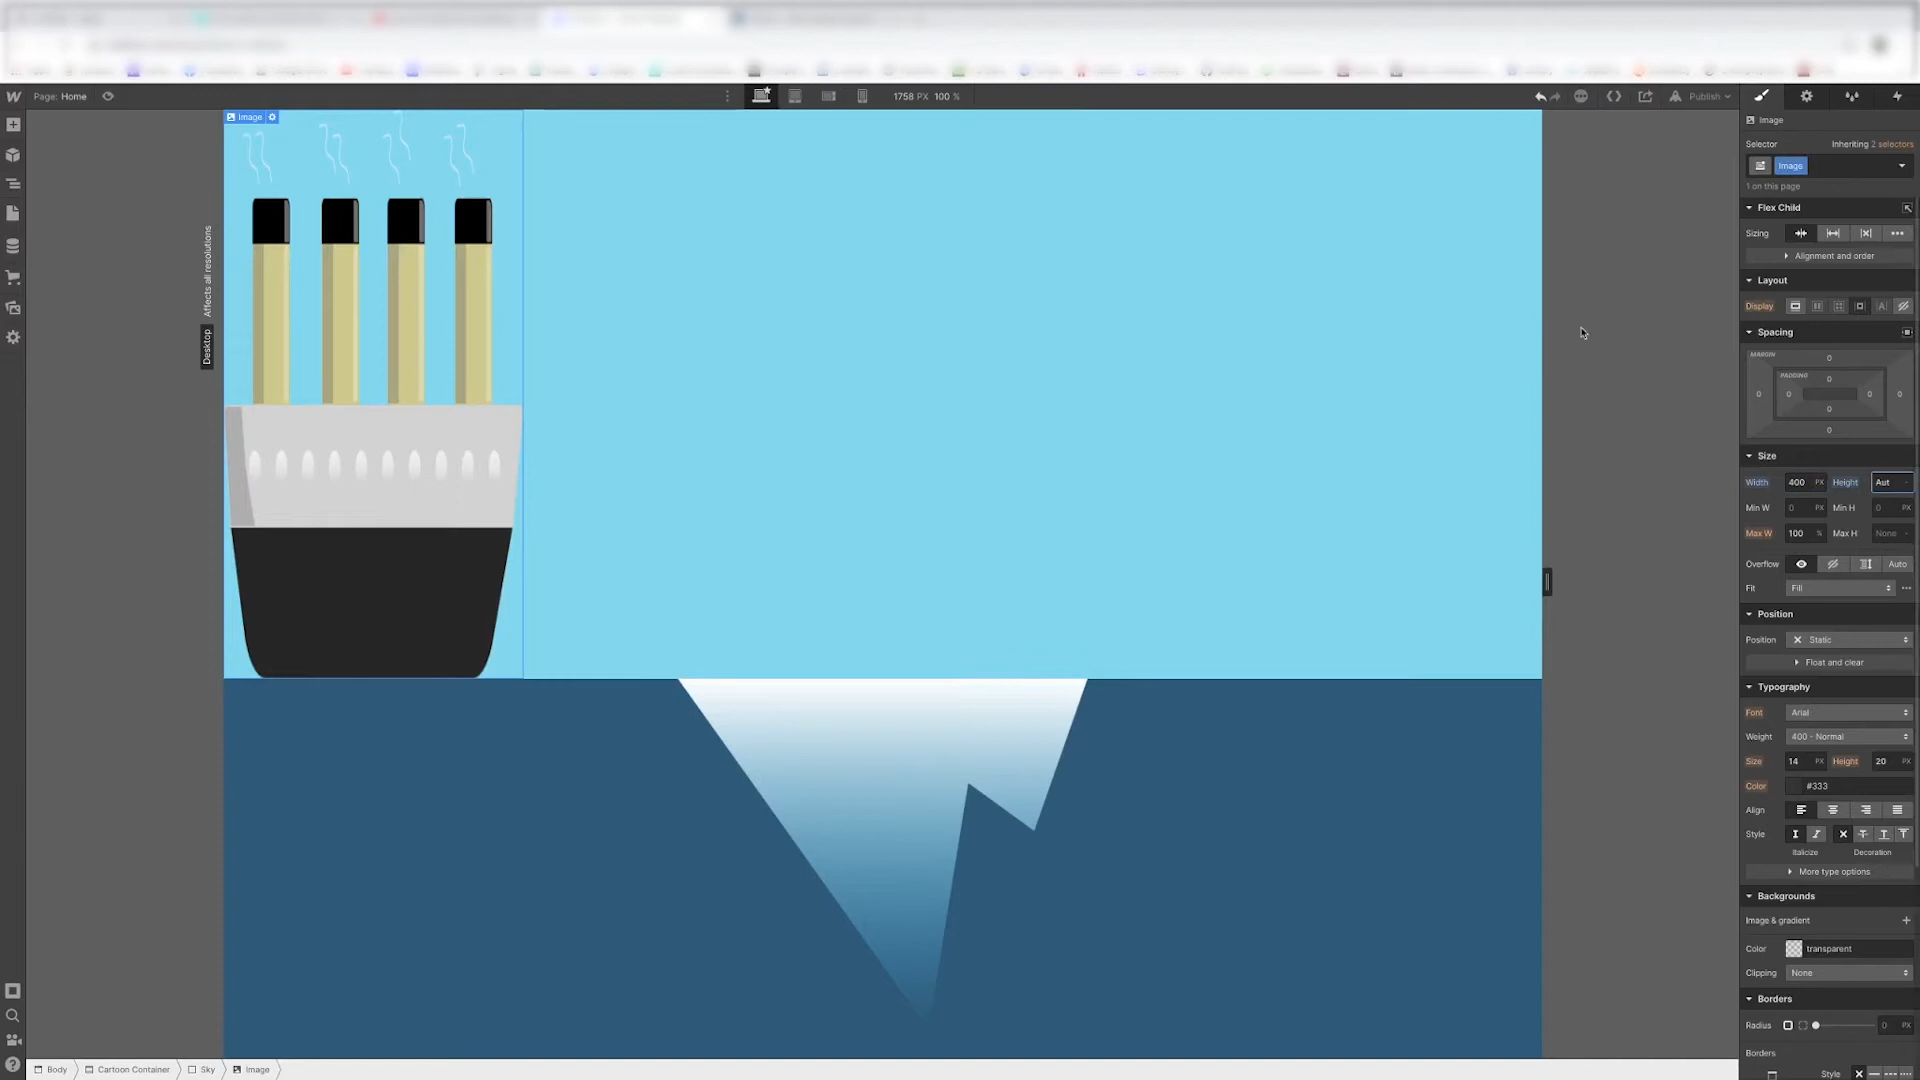 Page: Home
1758 PX 100 %
Publish
Image
Image
Selector
Inheriting 2 selectors
Image
1 on this page
Flex Child
Sizing
Alignment and order
Layout
Display
A
Spacing
MARGIN
0
PADDING
0
0 0 0 0
0
0
Size
Width 400 PX Height Aut -
Min W 0 PX Min H 0 PX
Max W 100 % Max H None -
Overflow Auto
Fit Fill
Position
Position Static
Float and clear
Typography
Font Arial
Weight 400 - Normal
Size 14 PX Height 20 PX
Color #333
Align
Style
Italicize Decoration
More type options
Backgrounds
Image & gradient
Color transparent
Clipping None
Borders
Radius 0 PX
Borders
Style
Affects all resolutions
Desktop
Body Cartoon Container Sky Image